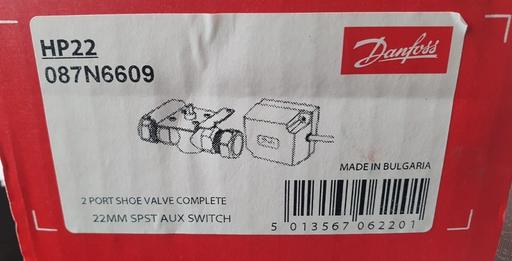 HP22
087N6609
Danfoss
MADE IN BULGARIA
2 PORT SHOE VALVE COMPLETE
22MM SPST AUX SWITCH
5 013567 062201